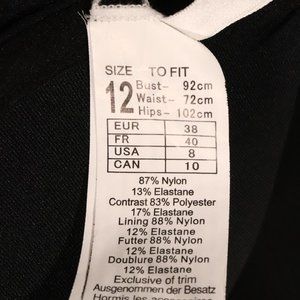 SIZE TO FIT
12 Bust- 92cm
Waist- 72cm
Hips- 102cm
EUR 38
FR 40
USA 8
CAN 10
87% Nylon
13% Elastane
Contrast 83% Polyester
17% Elastane
Lining 88% Nylon
12% Elastane
Futter 88% Nylon
12% Elastane
Doublure 88% Nylon
12% Elastane
Exclusive of trim
Ausgenommen der Besatz
Hormis les